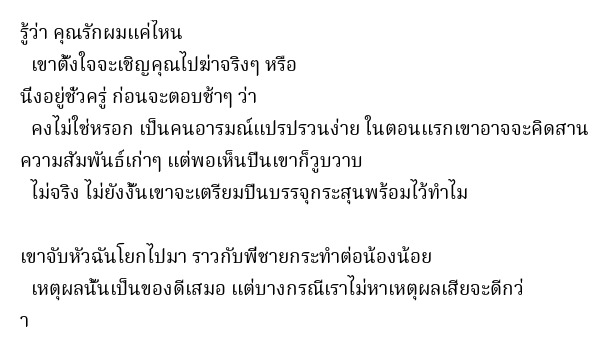 รู้ว่า คุณรักผมแค่ไหน
เขาตั้งใจจะเชิญคุณไปฆ่าจริงๆ หรือ
นิ่งอยู่ชั่วครู่ ก่อนจะตอบช้าๆ ว่า
คงไม่ใช่หรอก เป็นคนอารมณ์แปรปรวนง่าย ในตอนแรกเขาอาจจะคิดสาน
ความสัมพันธ์เก่าๆ แต่พอเห็นปืนเขาก็วูบวาบ
ไม่จริง ไม่ยังงั้นเขาจะเตรียมปืนบรรจุกระสุนพร้อมไว้ทำไม
เขาจับหัวฉันโยกไปมา ราวกับพี่ชายกระทำต่อน้องน้อย
เหตุผลนั้นเป็นของดีเสมอ แต่บางกรณีเราไม่หาเหตุผลเสียจะดีกว่
า